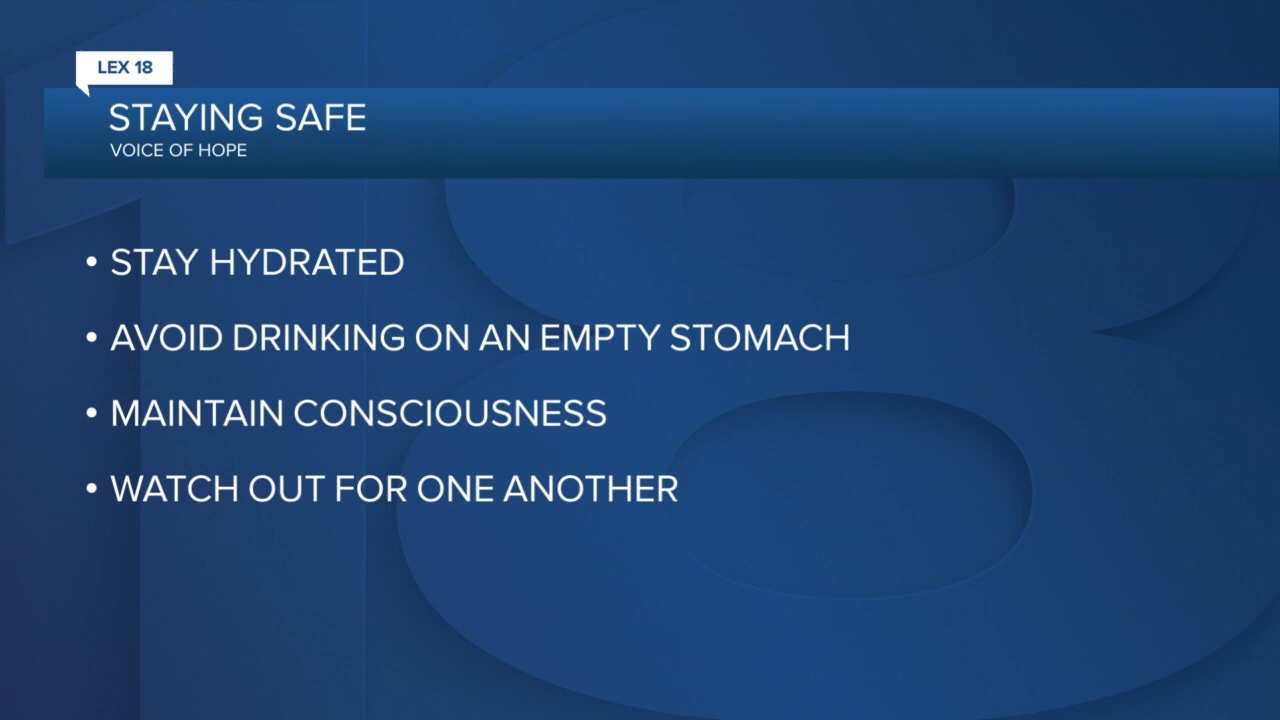 LEX 18
STAYING SAFE
VOICE OF HOPE
• STAY HYDRATED
• AVOID DRINKING ON AN EMPTY STOMACH
• MAINTAIN CONSCIOUSNESS
• WATCH OUT FOR ONE ANOTHER